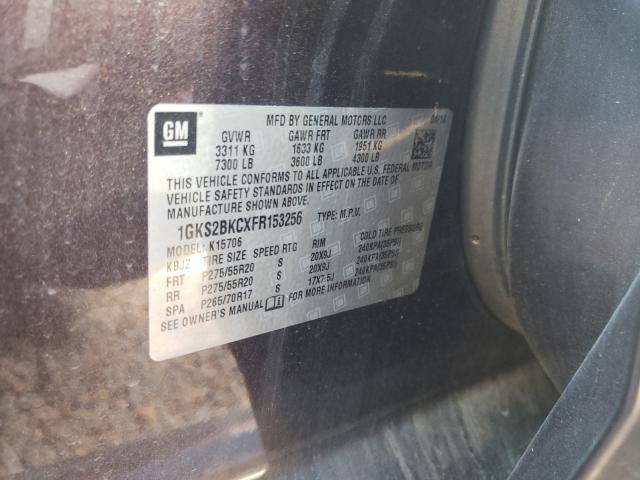 GM
MFD BY GENERAL MOTORS LLC 04/14
GVWR GAWR FRT GAWR RR
3311 KG 1633 KG 1951 KG
7300 LB 3600 LB 4300 LB
THIS VEHICLE CONFORMS TO ALL APPLICABLE U.S. FEDERAL MOTOR
VEHICLE SAFETY STANDARDS IN EFFECT ON THE DATE OF
MANUFACTURE SHOWN ABOVE.
1GKS2BKCXFR153256 TYPE: M.P.V.
MODEL: K15706
KBJZ TIRE SIZE SPEED RTG RIM COLD TIRE PRESSURE
FRT P275/55R20 S 20X9J 240KPA(35PSI)
RR P275/55R20 S 20X9J 240KPA(35PSI)
SPA P265/70R17 S 17X7.5J 240KPA(35PSI)
SEE OWNER'S MANUAL FOR MORE INFORMATION